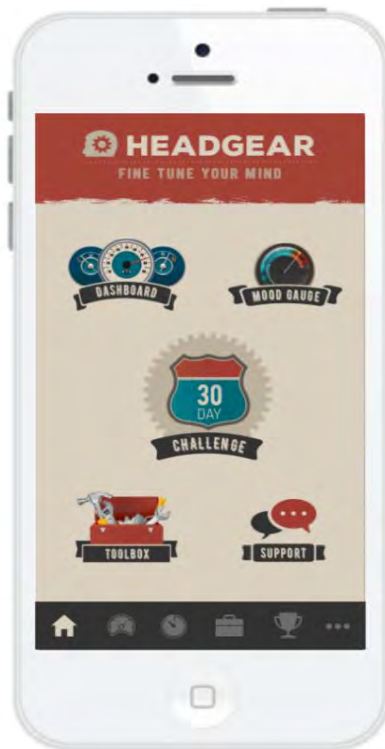 HEADGEAR
FINE TUNE YOUR MIND
DASHBOARD
MOOD GAUGE
30
DAY
CHALLENGE
TOOLBOX
SUPPORT